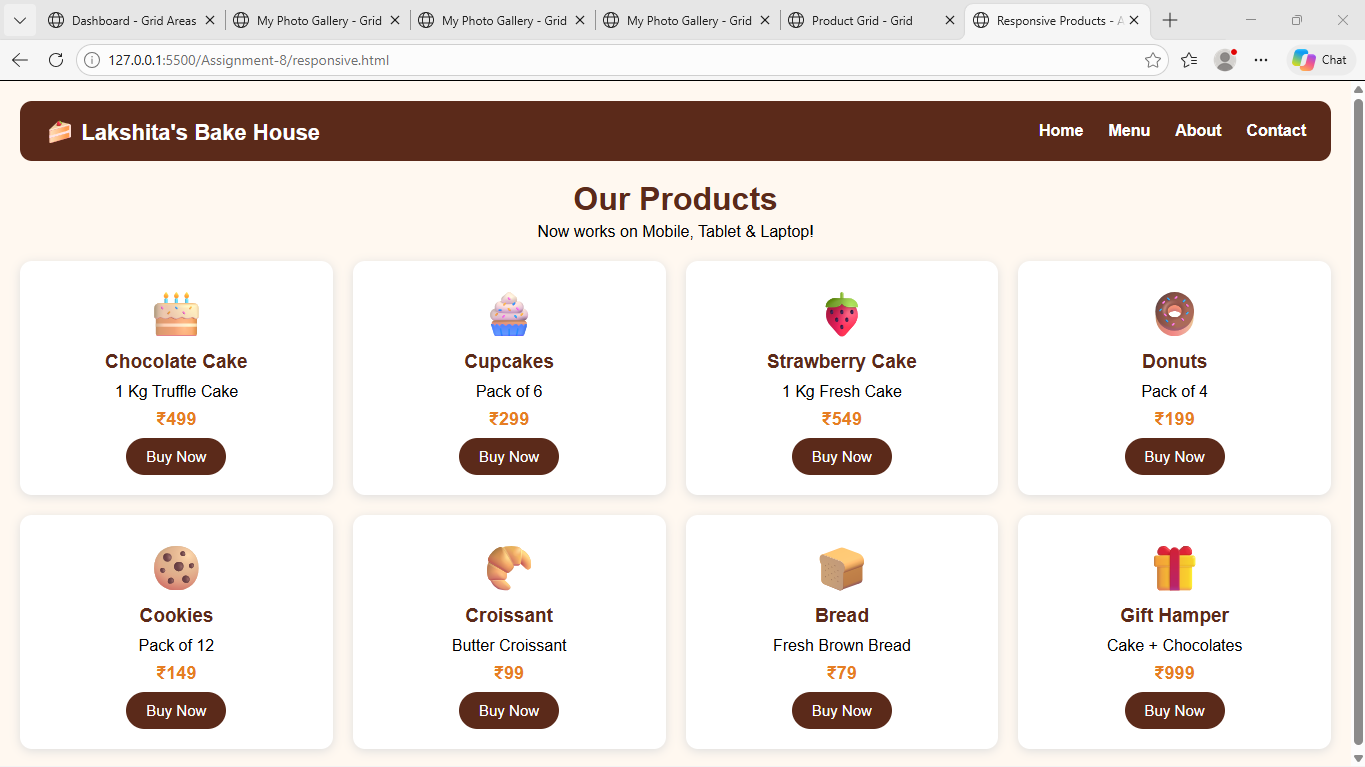 Dashboard - Grid Areas
My Photo Gallery - Grid
My Photo Gallery - Grid
My Photo Gallery - Grid
Product Grid - Grid
Responsive Products - A
127.0.0.1:5500/Assignment-8/responsive.html
Chat
Lakshita's Bake House
Home Menu About Contact
Our Products
Now works on Mobile, Tablet & Laptop!
Chocolate Cake
1 Kg Truffle Cake
₹499
Buy Now
Cupcakes
Pack of 6
₹299
Buy Now
Strawberry Cake
1 Kg Fresh Cake
₹549
Buy Now
Donuts
Pack of 4
₹199
Buy Now
Cookies
Pack of 12
₹149
Buy Now
Croissant
Butter Croissant
₹99
Buy Now
Bread
Fresh Brown Bread
₹79
Buy Now
Gift Hamper
Cake + Chocolates
₹999
Buy Now